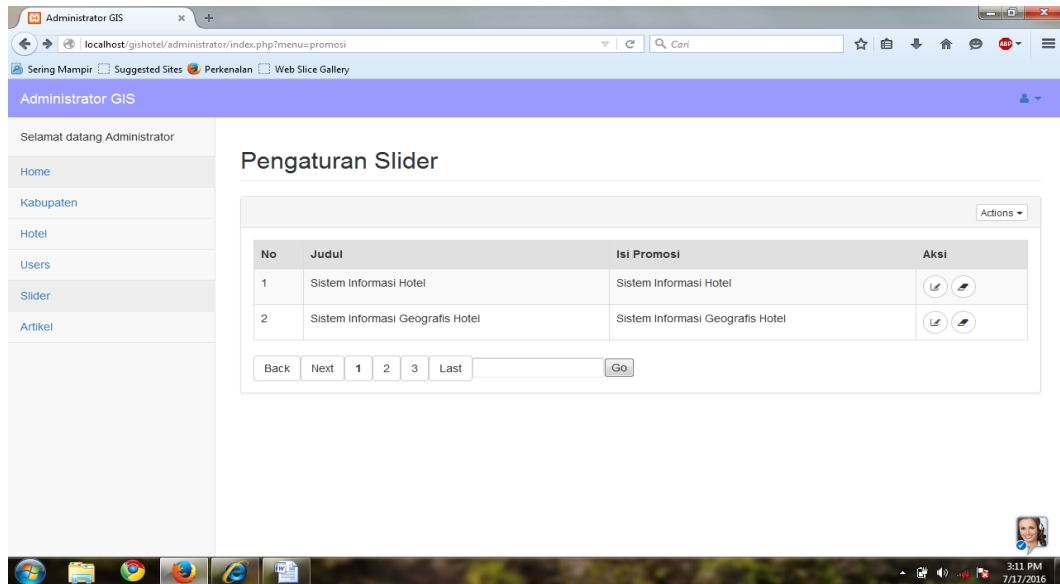 Administrator GIS
localhost/gishotel/administrator/index.php?menu=promosi
Cari
ABP
Sering Mampir Suggested Sites Perkenalan Web Slice Gallery
Administrator GIS
Selamat datang Administrator
Home
Kabupaten
Hotel
Users
Slider
Artikel
Pengaturan Slider
Actions
No Judul Isi Promosi Aksi
1 Sistem Informasi Hotel Sistem Informasi Hotel
2 Sistem Informasi Geografis Hotel Sistem Informasi Geografis Hotel
Back Next 1 2 3 Last Go
3:11 PM
7/17/2016